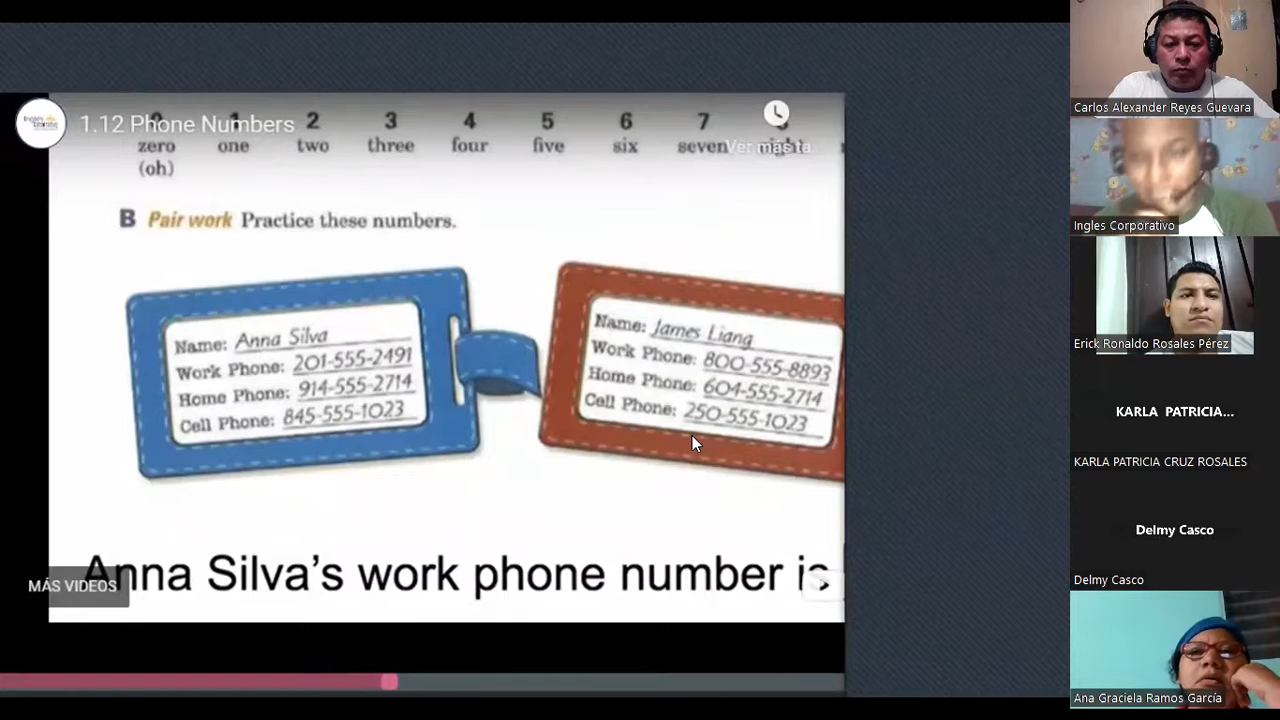 1.12 Phone Numbers
2 3 4 5 6 7
zero one two three four five six seven eight
(oh)
Ver más ta
B Pair work Practice these numbers.
Name: Anna Silva
Work Phone: 201-555-2491
Home Phone: 914-555-2714
Cell Phone: 845-555-1023
Name: James Liang
Work Phone: 800-555-8893
Home Phone: 604-555-2714
Cell Phone: 250-555-1023
Anna Silva's work phone number is
MÁS VIDEOS
Carlos Alexander Reyes Guevara
Ingles Corporativo
Erick Ronaldo Rosales Pérez
KARLA PATRICIA...
KARLA PATRICIA CRUZ ROSALES
Delmy Casco
Delmy Casco
Ana Graciela Ramos García